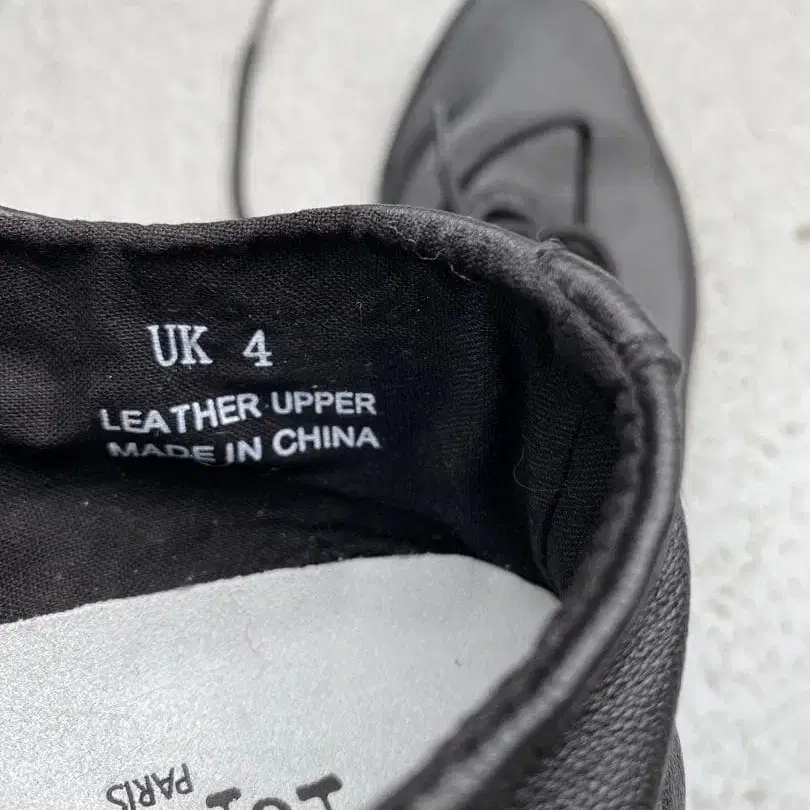 UK 4
LEATHER UPPER
MADE IN CHINA
PARIS